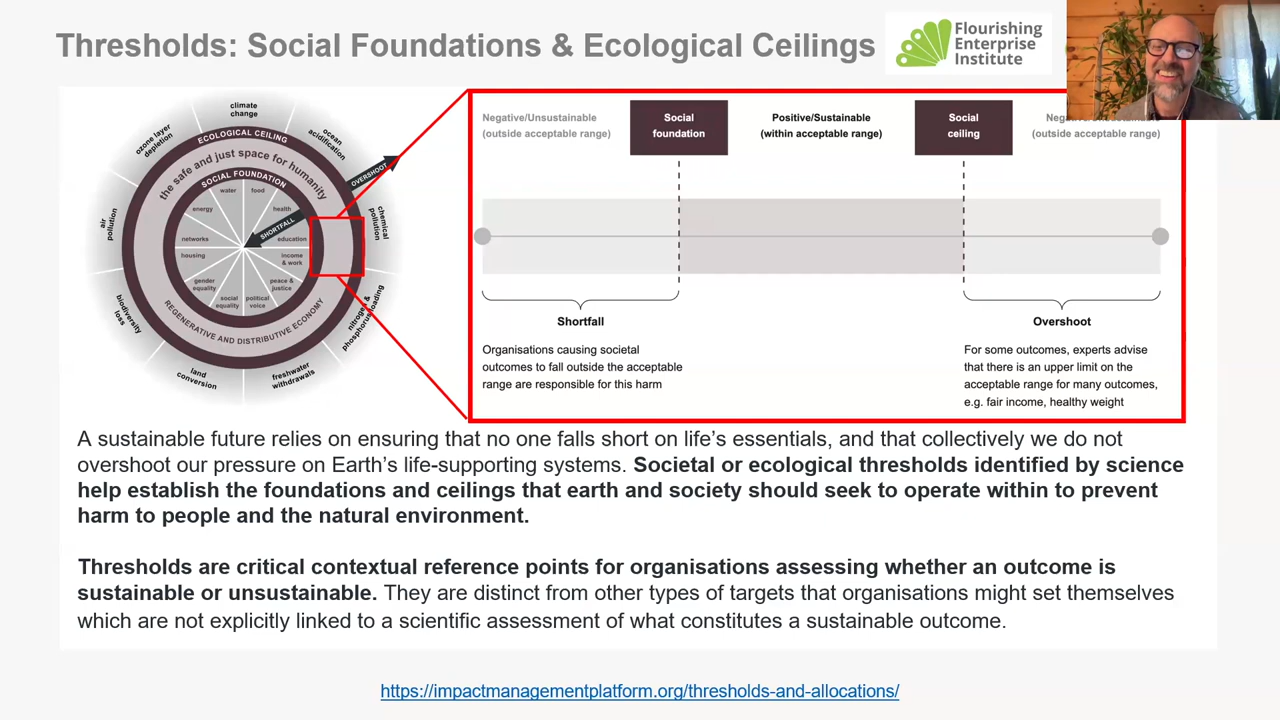 Thresholds: Social Foundations & Ecological Ceilings
Flourishing
Enterprise
Institute
climate
change
ocean
acidification
chemical
pollution
nitrogen &
phosphorus loading
freshwater
withdrawals
land
conversion
biodiversity
loss
air
pollution
ozone layer
depletion
ECOLOGICAL CEILING
the safe and just space for humanity
SOCIAL FOUNDATION
OVERSHOOT
SHORTFALL
water
food
health
education
income
& work
peace &
justice
political
voice
social
equality
gender
equality
housing
networks
energy
REGENERATIVE AND DISTRIBUTIVE ECONOMY
Negative/Unsustainable
(outside acceptable range)
Social
foundation
Positive/Sustainable
(within acceptable range)
Social
ceiling
(outside acceptable range)
Shortfall
Organisations causing societal
outcomes to fall outside the acceptable
range are responsible for this harm
Overshoot
For some outcomes, experts advise
that there is an upper limit on the
acceptable range for many outcomes,
e.g. fair income, healthy weight
A sustainable future relies on ensuring that no one falls short on life’s essentials, and that collectively we do not
overshoot our pressure on Earth’s life-supporting systems. Societal or ecological thresholds identified by science
help establish the foundations and ceilings that earth and society should seek to operate within to prevent
harm to people and the natural environment.
Thresholds are critical contextual reference points for organisations assessing whether an outcome is
sustainable or unsustainable. They are distinct from other types of targets that organisations might set themselves
which are not explicitly linked to a scientific assessment of what constitutes a sustainable outcome.
https://impactmanagementplatform.org/thresholds-and-allocations/